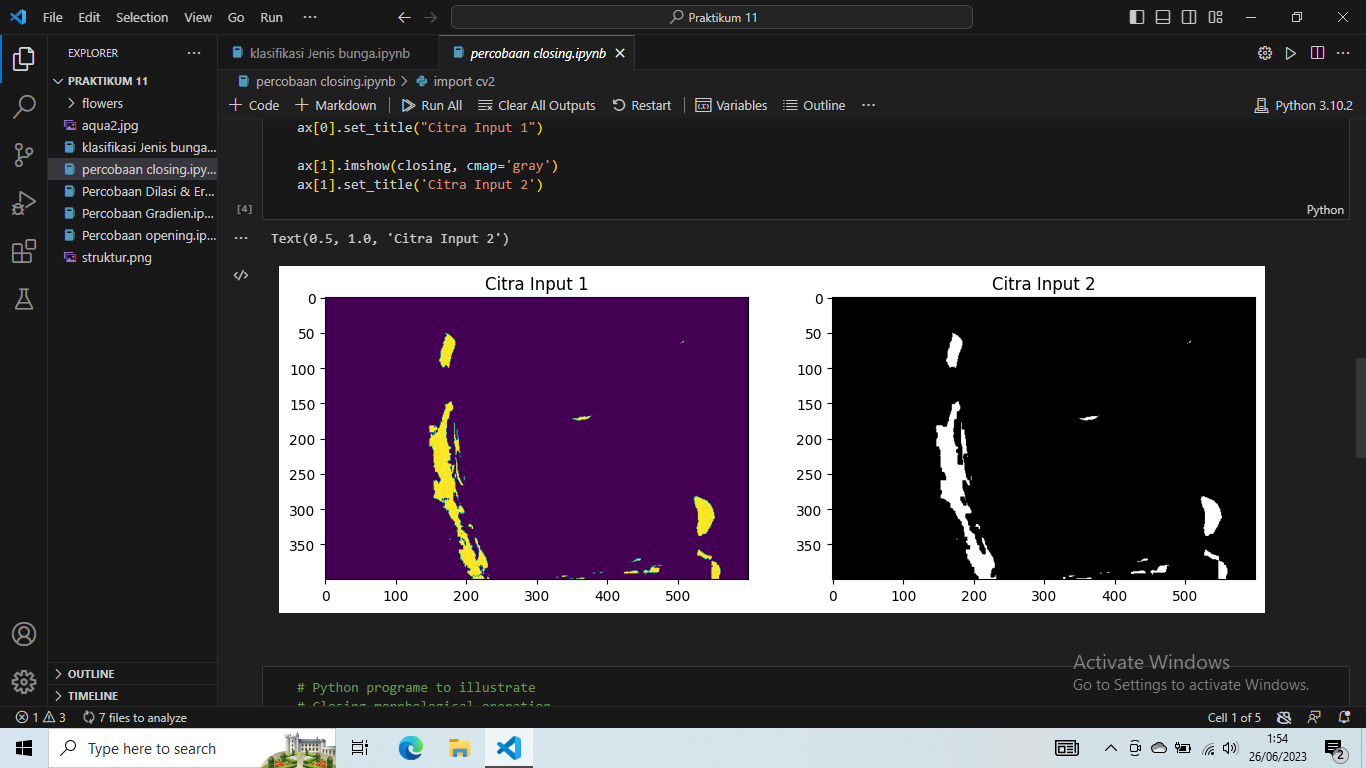 File Edit Selection View Go Run ···
Praktikum 11
EXPLORER ···
PRAKTIKUM 11
flowers
aqua2.jpg
klasifikasi Jenis bunga...
percobaan closing.ipy...
Percobaan Dilasi & Er...
Percobaan Gradien.ip...
Percobaan opening.ip...
struktur.png
OUTLINE
TIMELINE
klasifikasi Jenis bunga.ipynb
percobaan closing.ipynb
percobaan closing.ipynb > import cv2
+ Code + Markdown Run All Clear All Outputs Restart Variables Outline ··· Python 3.10.2
ax[0].set_title("Citra Input 1")
ax[1].imshow(closing, cmap='gray')
ax[1].set_title('Citra Input 2')
[4]
Python
Text(0.5, 1.0, 'Citra Input 2')
Citra Input 1
0
50
100
150
200
250
300
350
0 100 200 300 400 500
Citra Input 2
0
50
100
150
200
250
300
350
0 100 200 300 400 500
# Python programe to illustrate
# Closing morphological operation
Activate Windows
Go to Settings to activate Windows.
1 3 7 files to analyze
Cell 1 of 5
Type here to search
1:54
26/06/2023
2